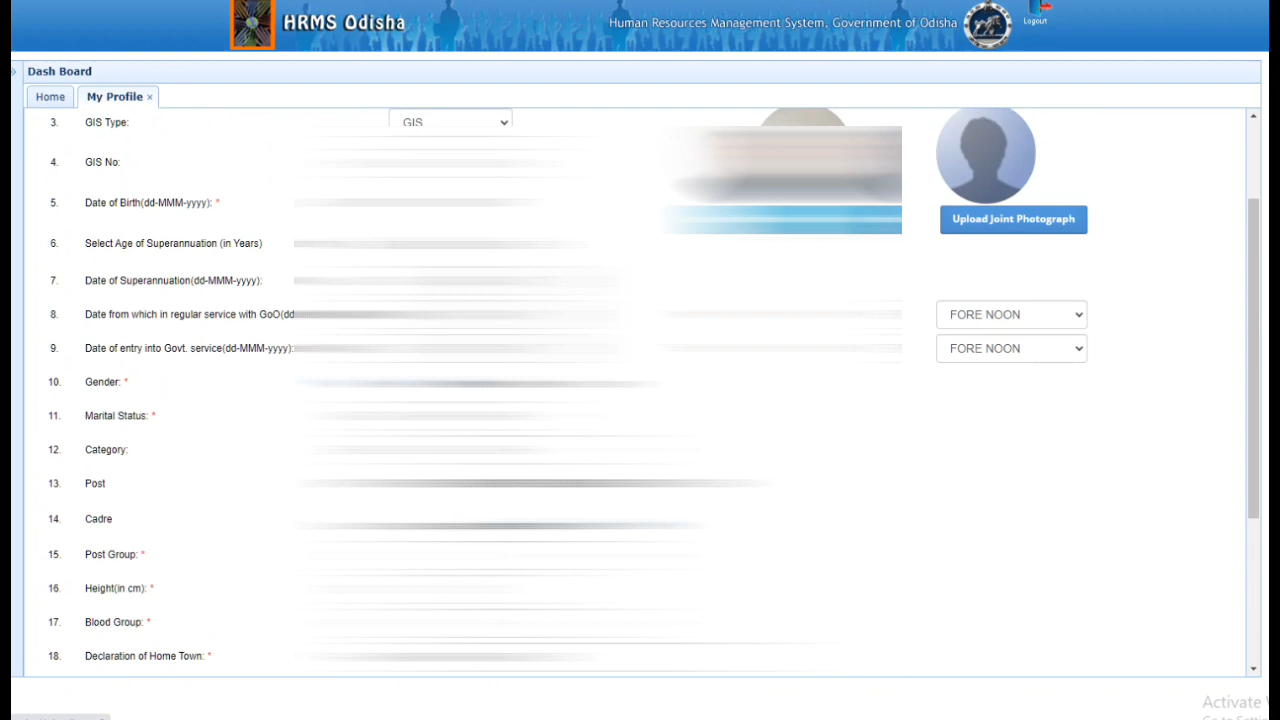 HRMS Odisha
Human Resources Management System, Government of Odisha
Logout
Dash Board
Home
My Profile ×
3. GIS Type: GIS
4. GIS No:
5. Date of Birth(dd-MMM-yyyy): *
Upload Joint Photograph
6. Select Age of Superannuation (in Years)
7. Date of Superannuation(dd-MMM-yyyy):
8. Date from which in regular service with GoO(dd FORE NOON
9. Date of entry into Govt. service(dd-MMM-yyyy): FORE NOON
10. Gender: *
11. Marital Status: *
12. Category:
13. Post
14. Cadre
15. Post Group: *
16. Height(in cm): *
17. Blood Group: *
18. Declaration of Home Town: *
Activate